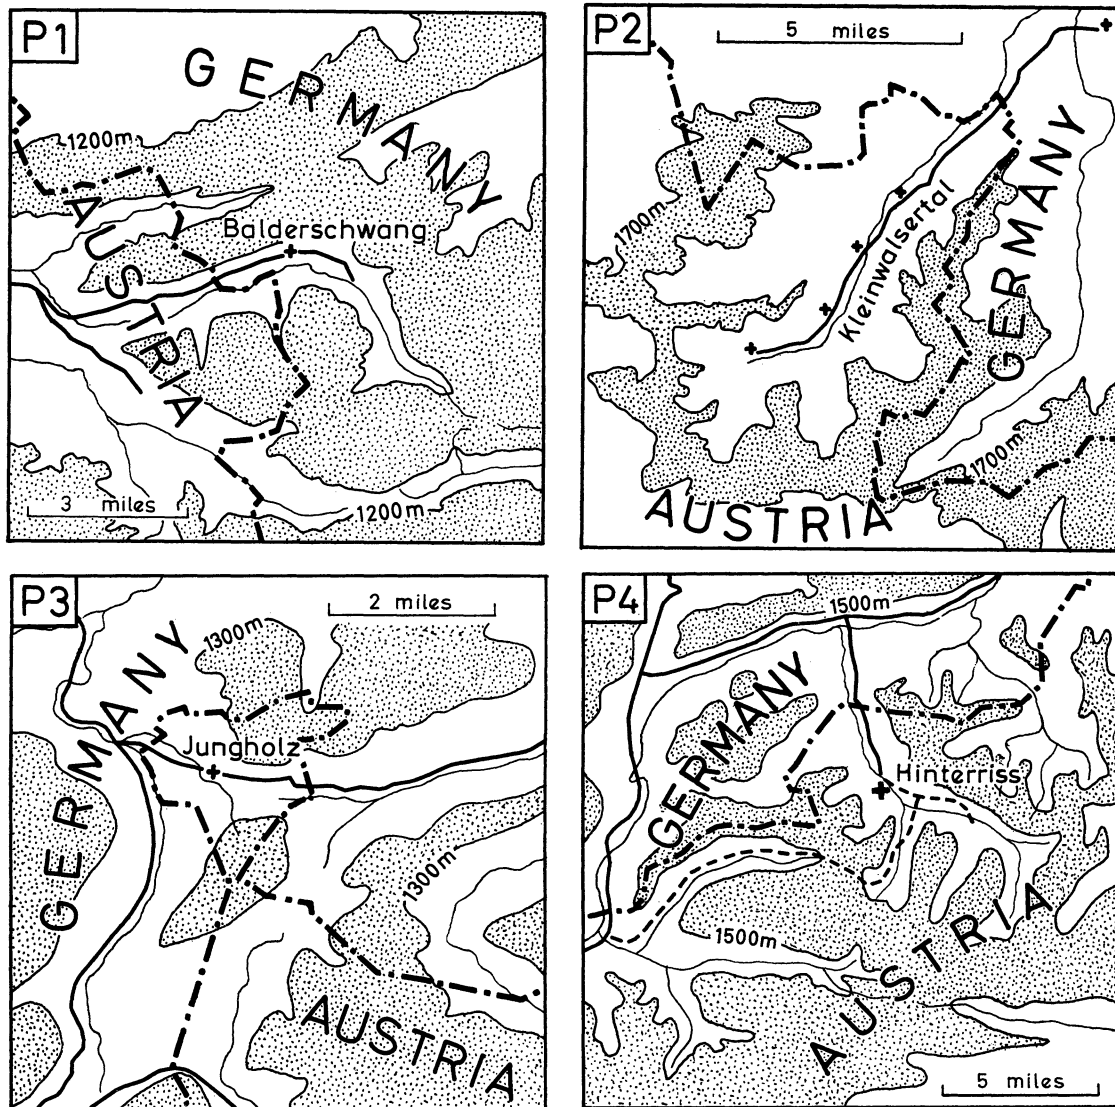 P1
GERMANY
1200m
AUSTRIA
Balderschwang
3 miles
1200m
P2
5 miles
1700m
Kleinwalsertal
GERMANY
1700m
AUSTRIA
P3
2 miles
1300m
GERMANY
Jungholz
1300m
AUSTRIA
P4
1500m
GERMANY
Hinterriss
1500m
AUSTRIA
5 miles